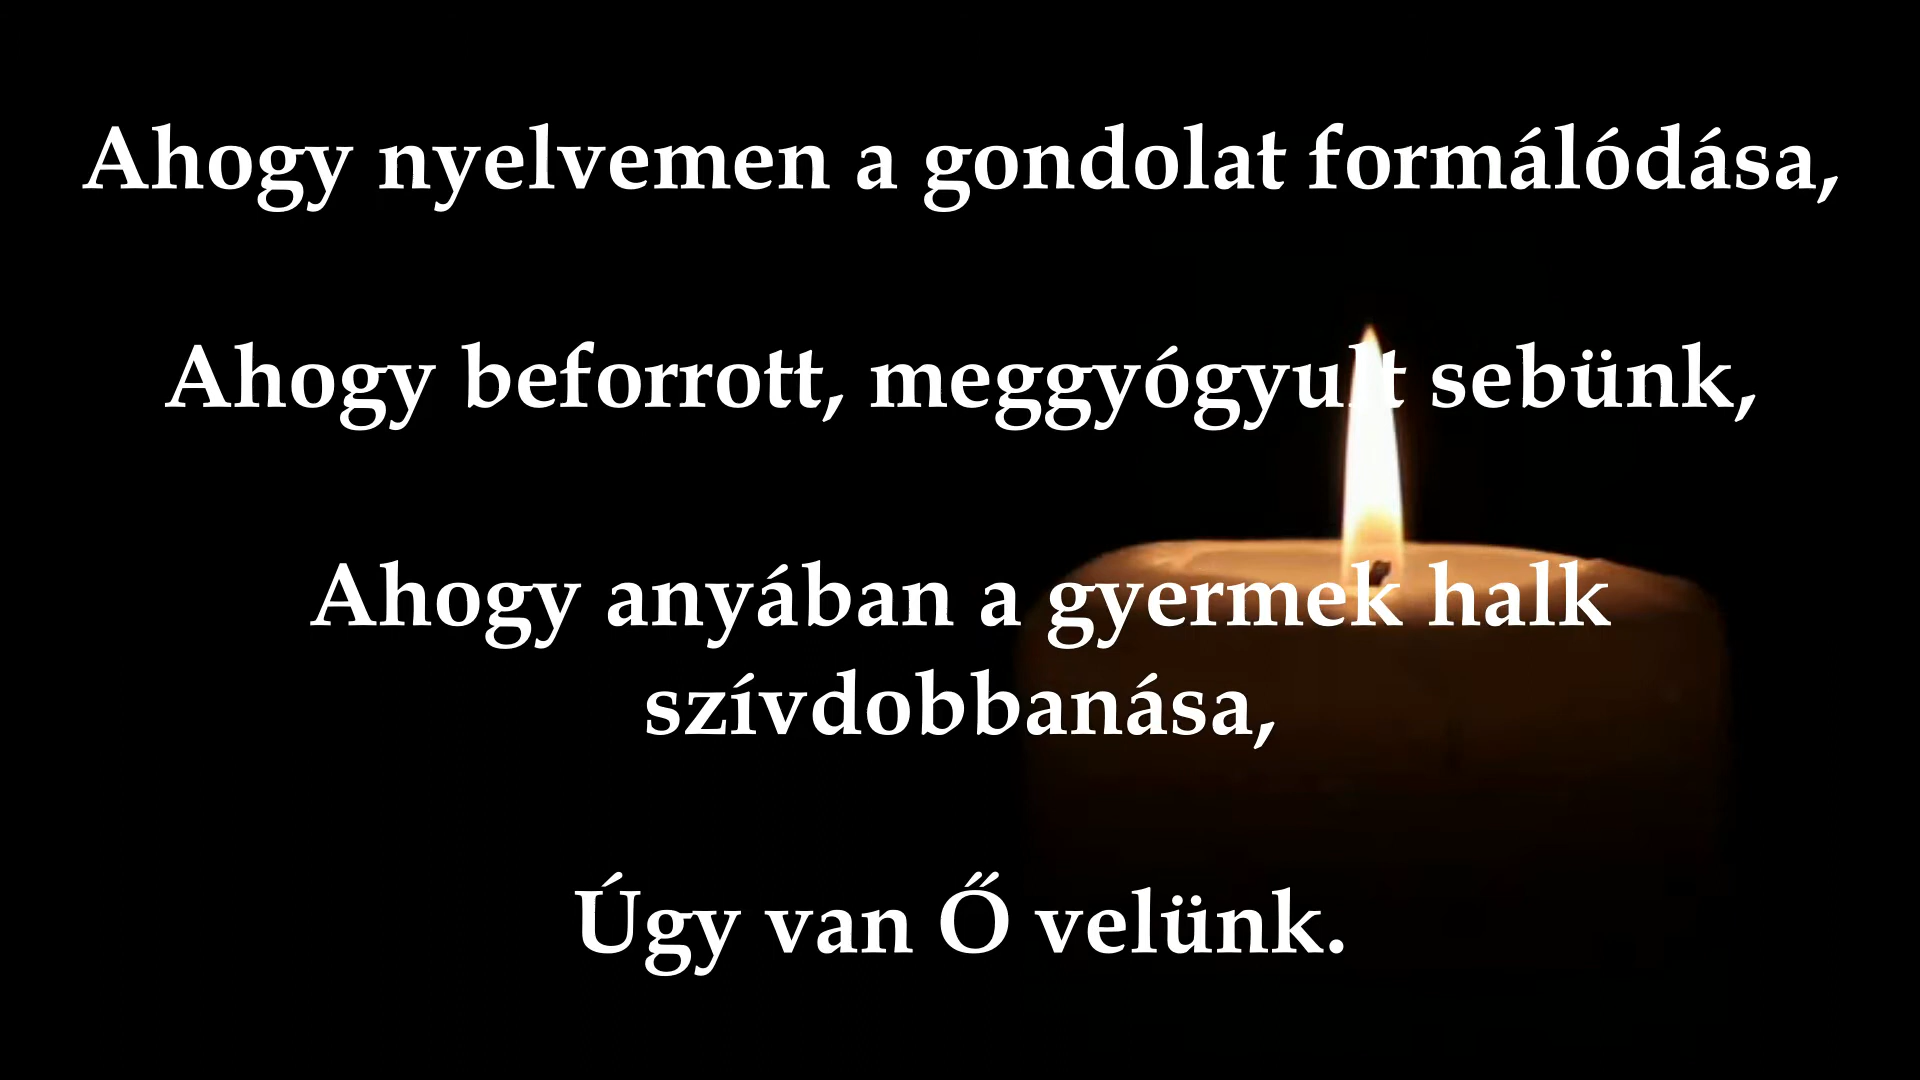 Ahogy nyelvemen a gondolat formálódása,
Ahogy beforrott, meggyógyult sebünk,
Ahogy anyában a gyermek halk
szívdobbanása,
Úgy van Ő velünk.